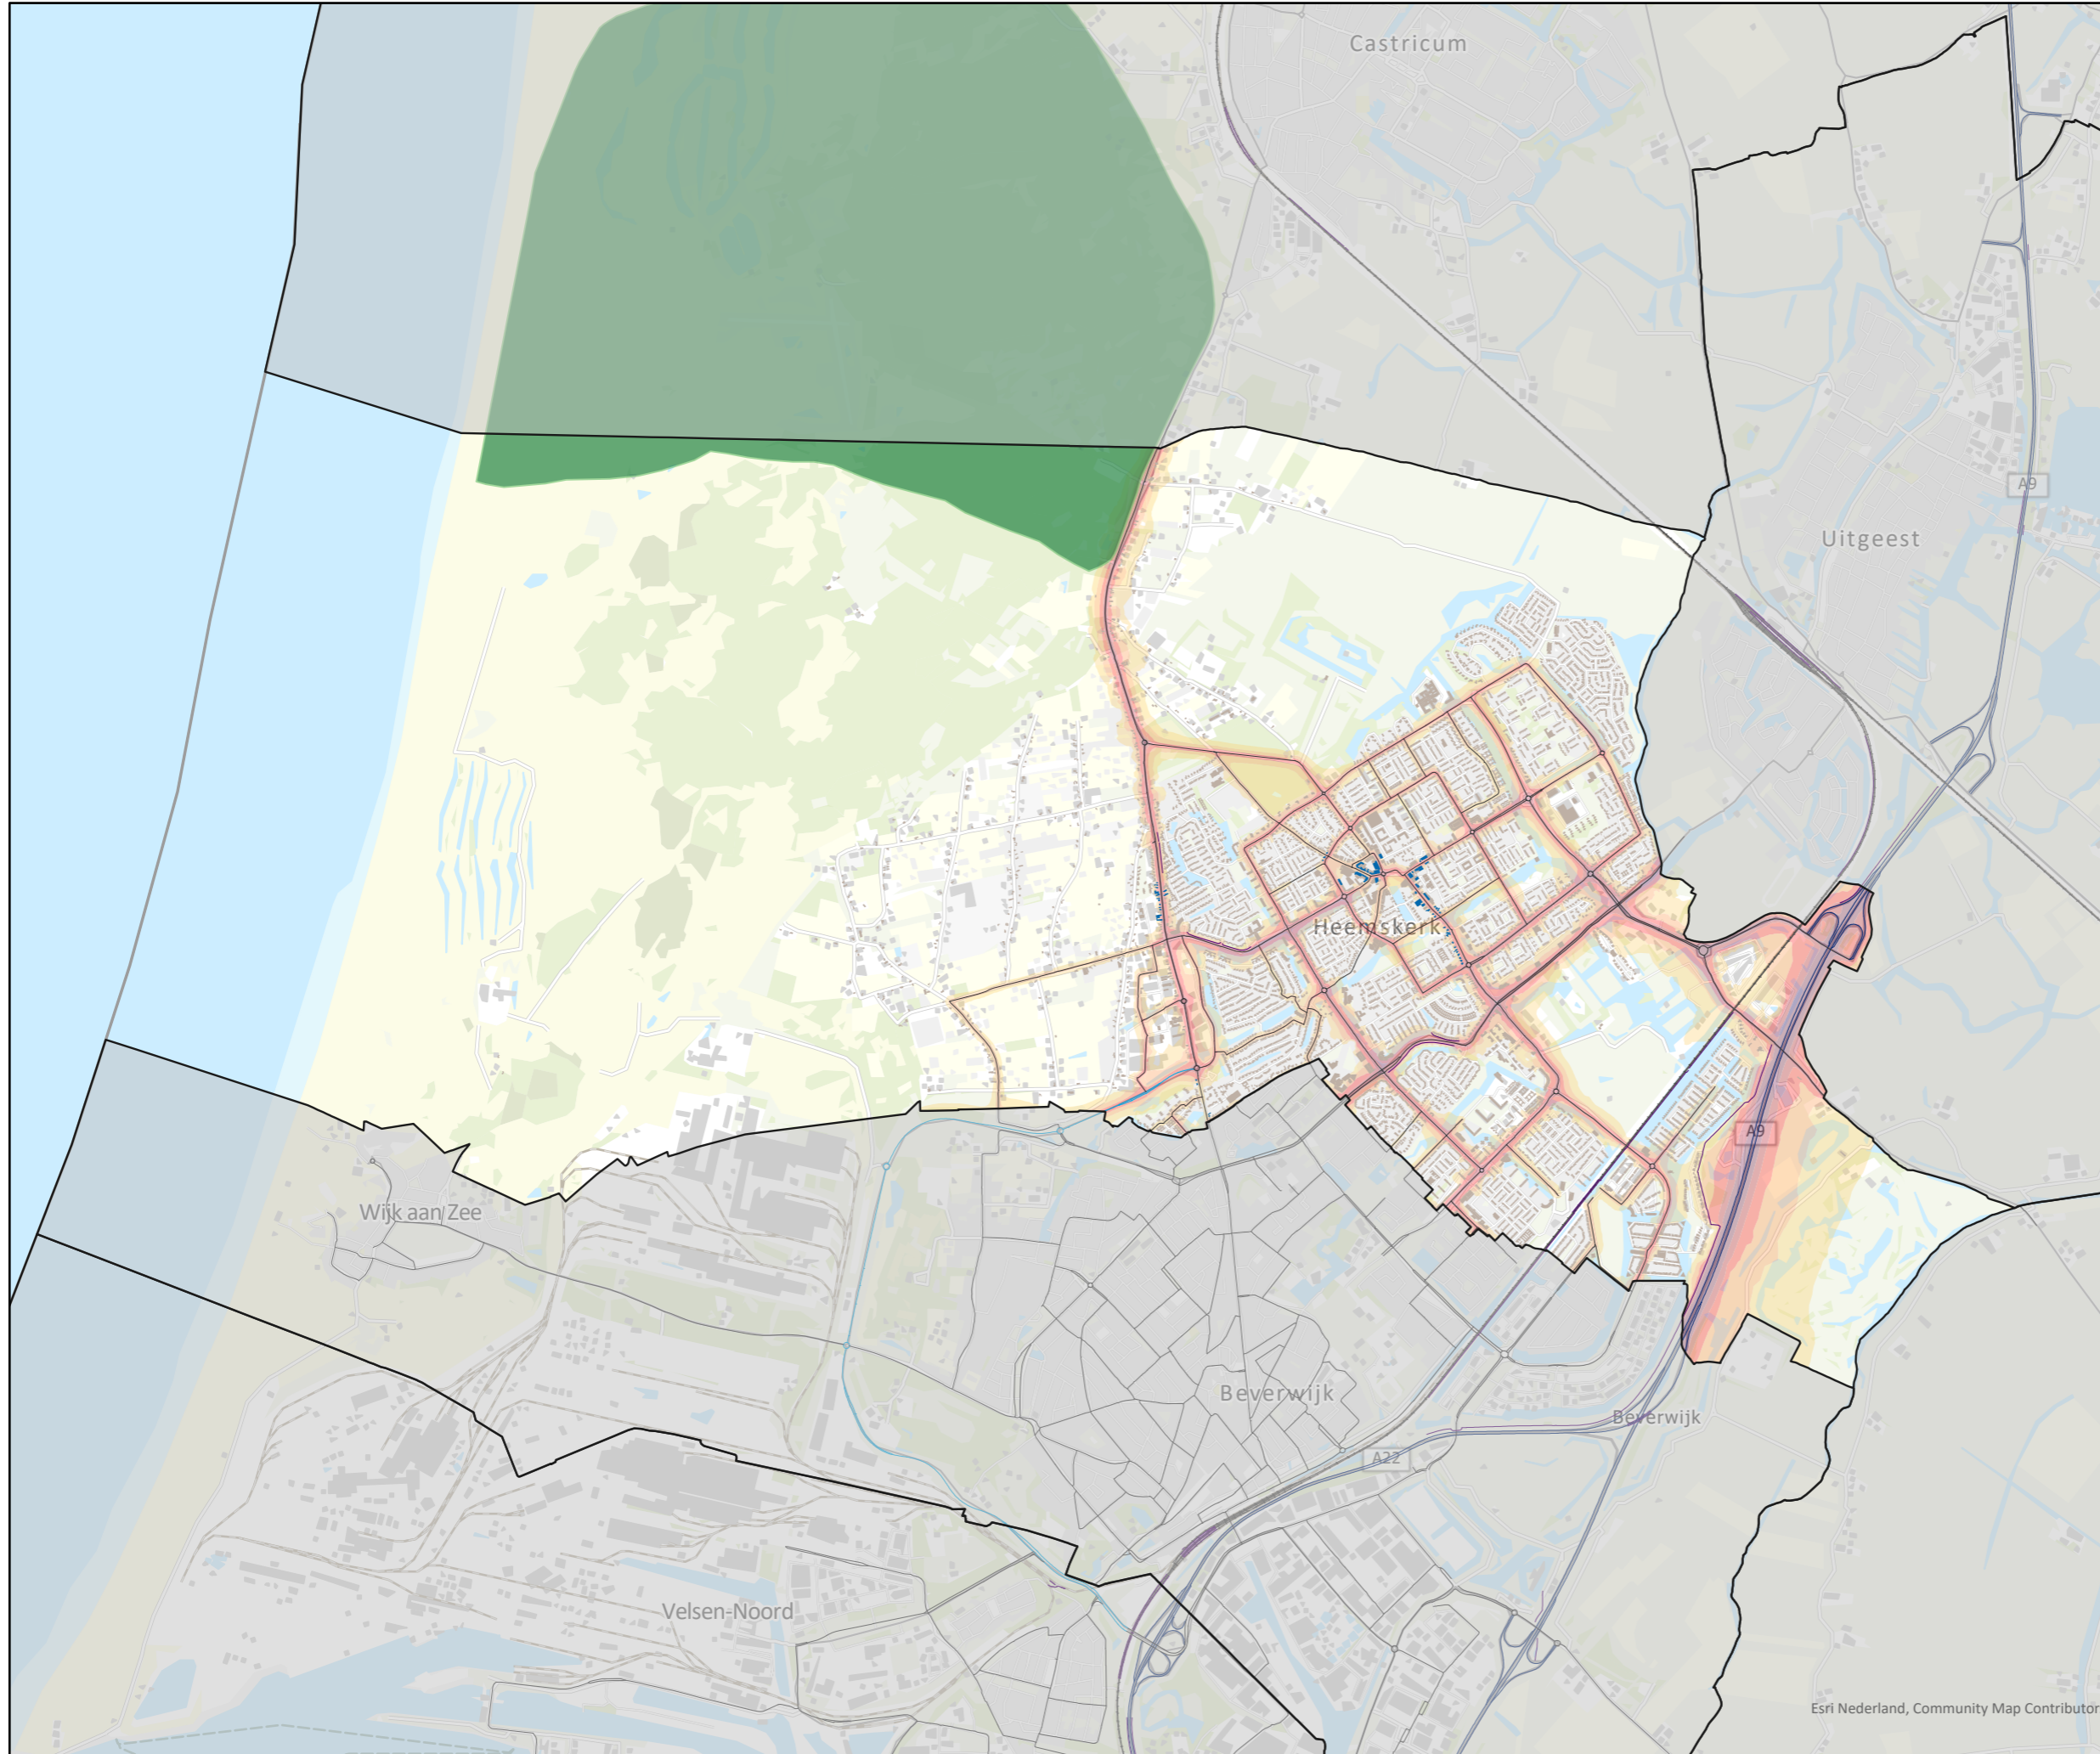 Castricum
A9
Uitgeest
Heemskerk
A9
Wijk aan Zee
Beverwijk
Beverwijk
A22
Velsen-Noord
Esri Nederland, Community Map Contributor